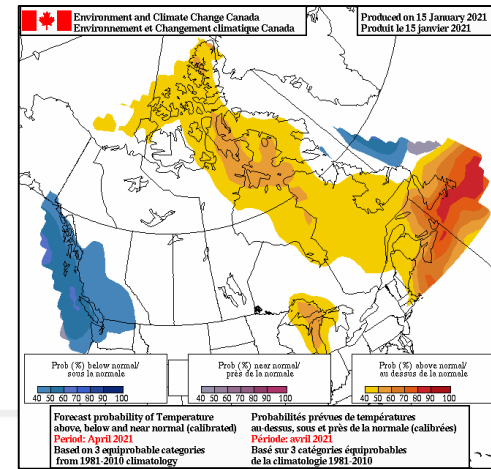 Environment and Climate Change Canada
Environnement et Changement climatique Canada
Produced on 15 January 2021
Produit le 15 janvier 2021
Prob (%) below normal/
sous la normale
40 50 60 70 80 90 100
Prob (%) near normal/
près de la normale
40 50 60 70 80 90 100
Prob (%) above normal/
au dessus de la normale
40 50 60 70 80 90 100
Forecast probability of Temperature
above, below and near normal (calibrated)
Period: April 2021
Based on 3 equiprobable categories
from 1981-2010 climatology
Probabilités prévues de températures
au-dessus, sous et près de la normale (calibrées)
Période: avril 2021
Basé sur 3 catégories équiprobables
de la climatologie 1981-2010